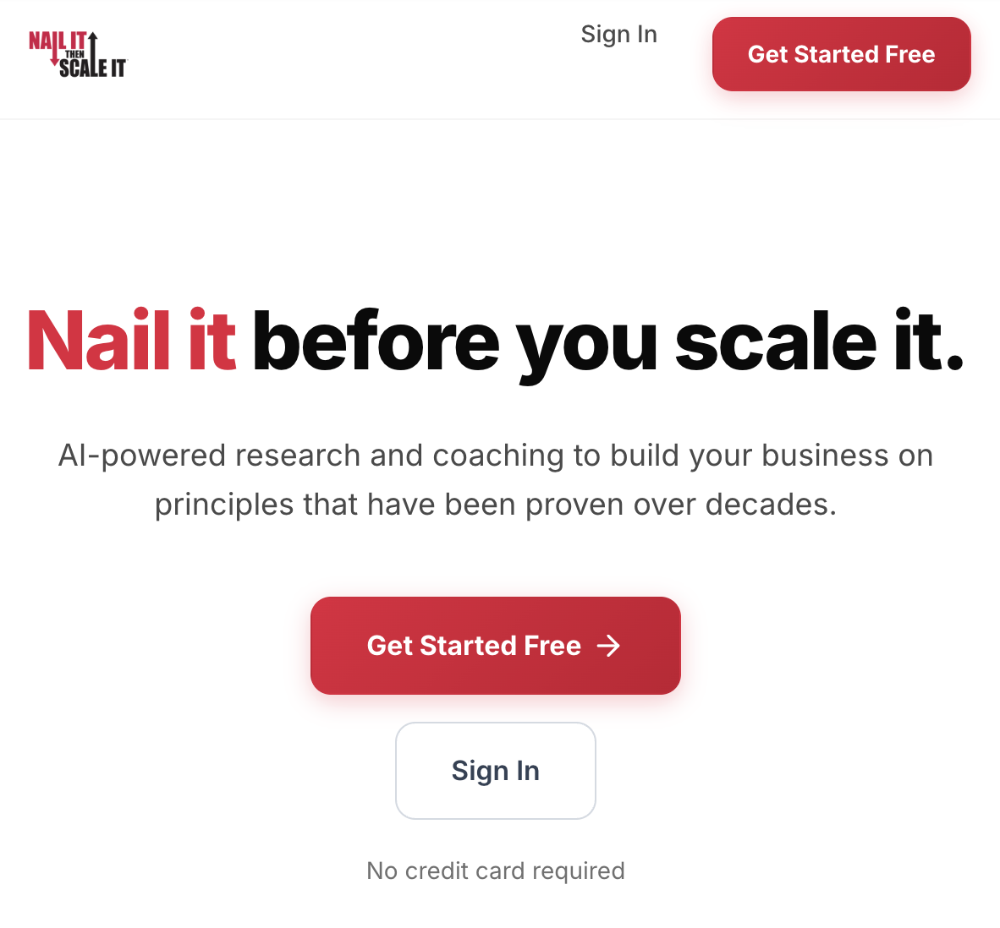 NAIL IT
THEN
SCALE IT
Sign In
Get Started Free
Nail it before you scale it.
AI-powered research and coaching to build your business on
principles that have been proven over decades.
Get Started Free →
Sign In
No credit card required